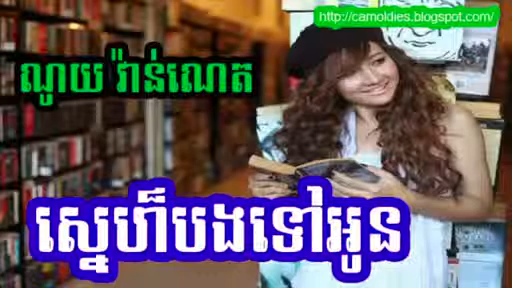 http://camoldies.blogspot.com/
ណូយ វ៉ាន់ណេត
ស្នេហ៏បងទៅអូន